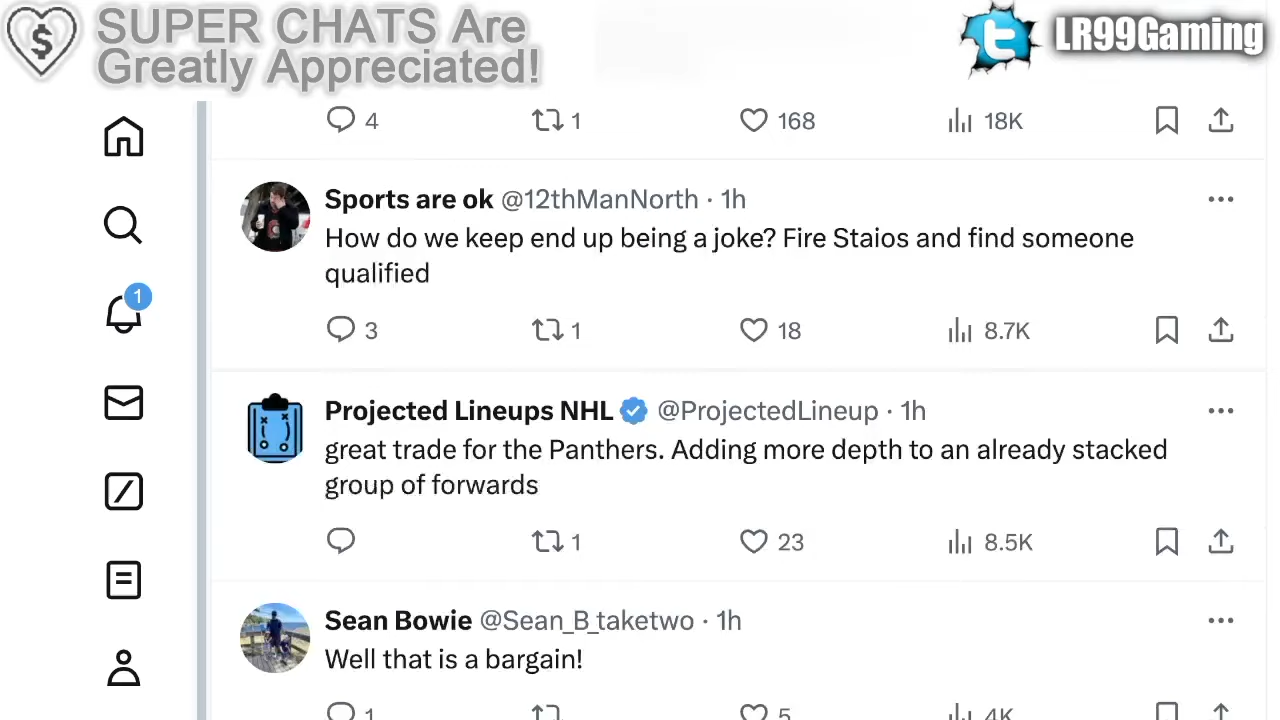 SUPER CHATS Are
Greatly Appreciated!
LR99Gaming
4 1 168 18K
Sports are ok @12thManNorth · 1h
How do we keep end up being a joke? Fire Staios and find someone
qualified
1
3 1 18 8.7K
Projected Lineups NHL @ProjectedLineup · 1h
great trade for the Panthers. Adding more depth to an already stacked
group of forwards
1 23 8.5K
Sean Bowie @Sean_B_taketwo · 1h
Well that is a bargain!
1 5 4K